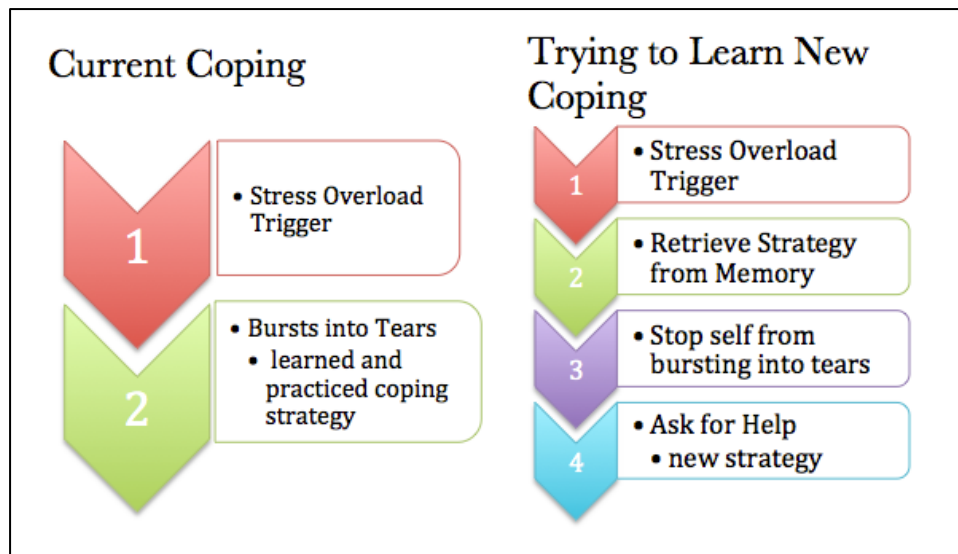 Current Coping
1
• Stress Overload
Trigger
2
• Bursts into Tears
• learned and
practiced coping
strategy
Trying to Learn New
Coping
1
• Stress Overload
Trigger
2
• Retrieve Strategy
from Memory
3
• Stop self from
bursting into tears
4
• Ask for Help
• new strategy